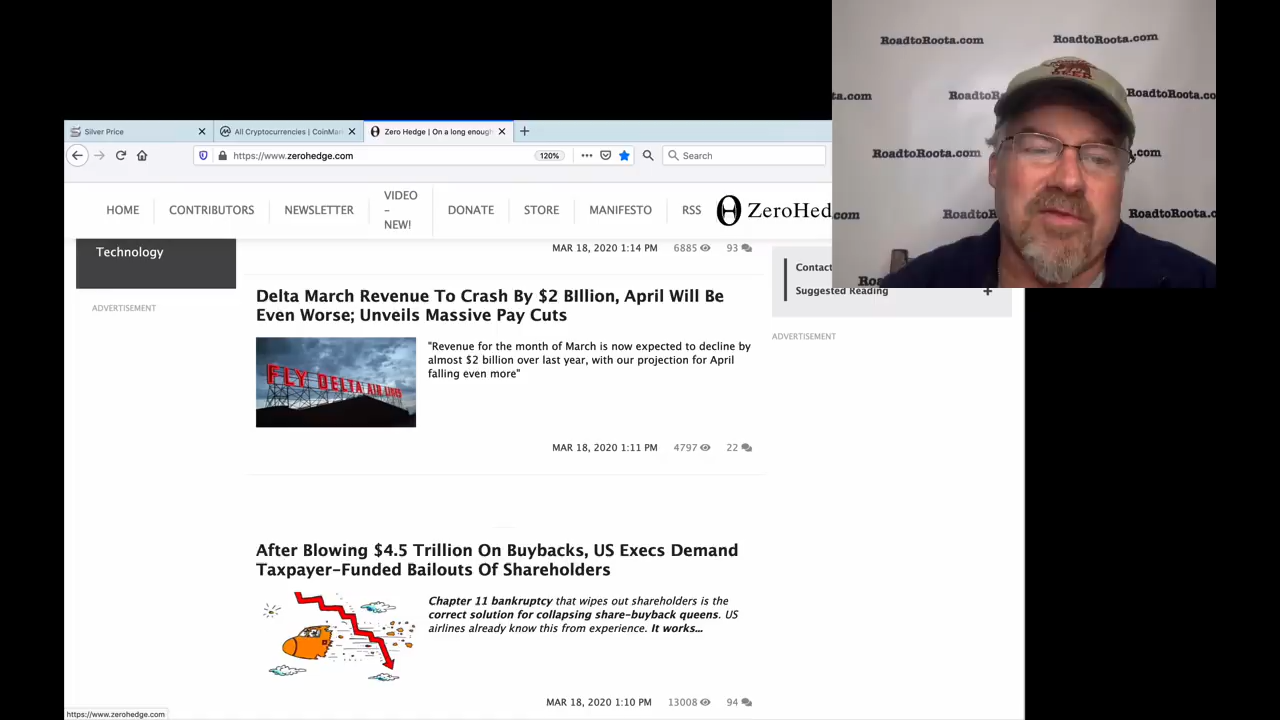 RoadtoRoota.com
RoadtoRoota.com
RoadtoRoota.com
RoadtoRoota.com
Silver Price
All Cryptocurrencies | CoinMar
Zero Hedge | On a long enough
https://www.zerohedge.com
120%
Search
RoadtoRoota.com
RoadtoRoota.com
HOME
CONTRIBUTORS
NEWSLETTER
VIDEO
–
NEW!
DONATE
STORE
MANIFESTO
RSS
ZeroHed
Technology
MAR 18, 2020 1:14 PM
6885
93
Contact
Suggested Reading
+
ADVERTISEMENT
ADVERTISEMENT
Delta March Revenue To Crash By $2 BIllion, April Will Be
Even Worse; Unveils Massive Pay Cuts
FLY DELTA AIR LINES
"Revenue for the month of March is now expected to decline by
almost $2 billion over last year, with our projection for April
falling even more"
MAR 18, 2020 1:11 PM
4797
22
After Blowing $4.5 Trillion On Buybacks, US Execs Demand
Taxpayer-Funded Bailouts Of Shareholders
Chapter 11 bankruptcy that wipes out shareholders is the
correct solution for collapsing share-buyback queens. US
airlines already know this from experience. It works...
MAR 18, 2020 1:10 PM
13008
94
https://www.zerohedge.com